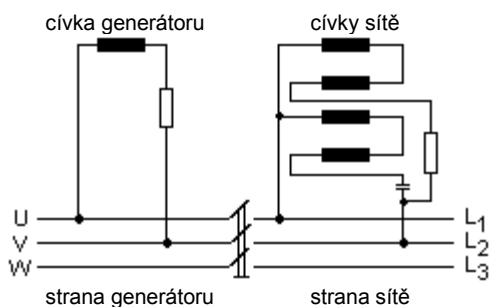 cívka generátoru cívky sítě
U L1
V L2
W L3
strana generátoru strana sítě